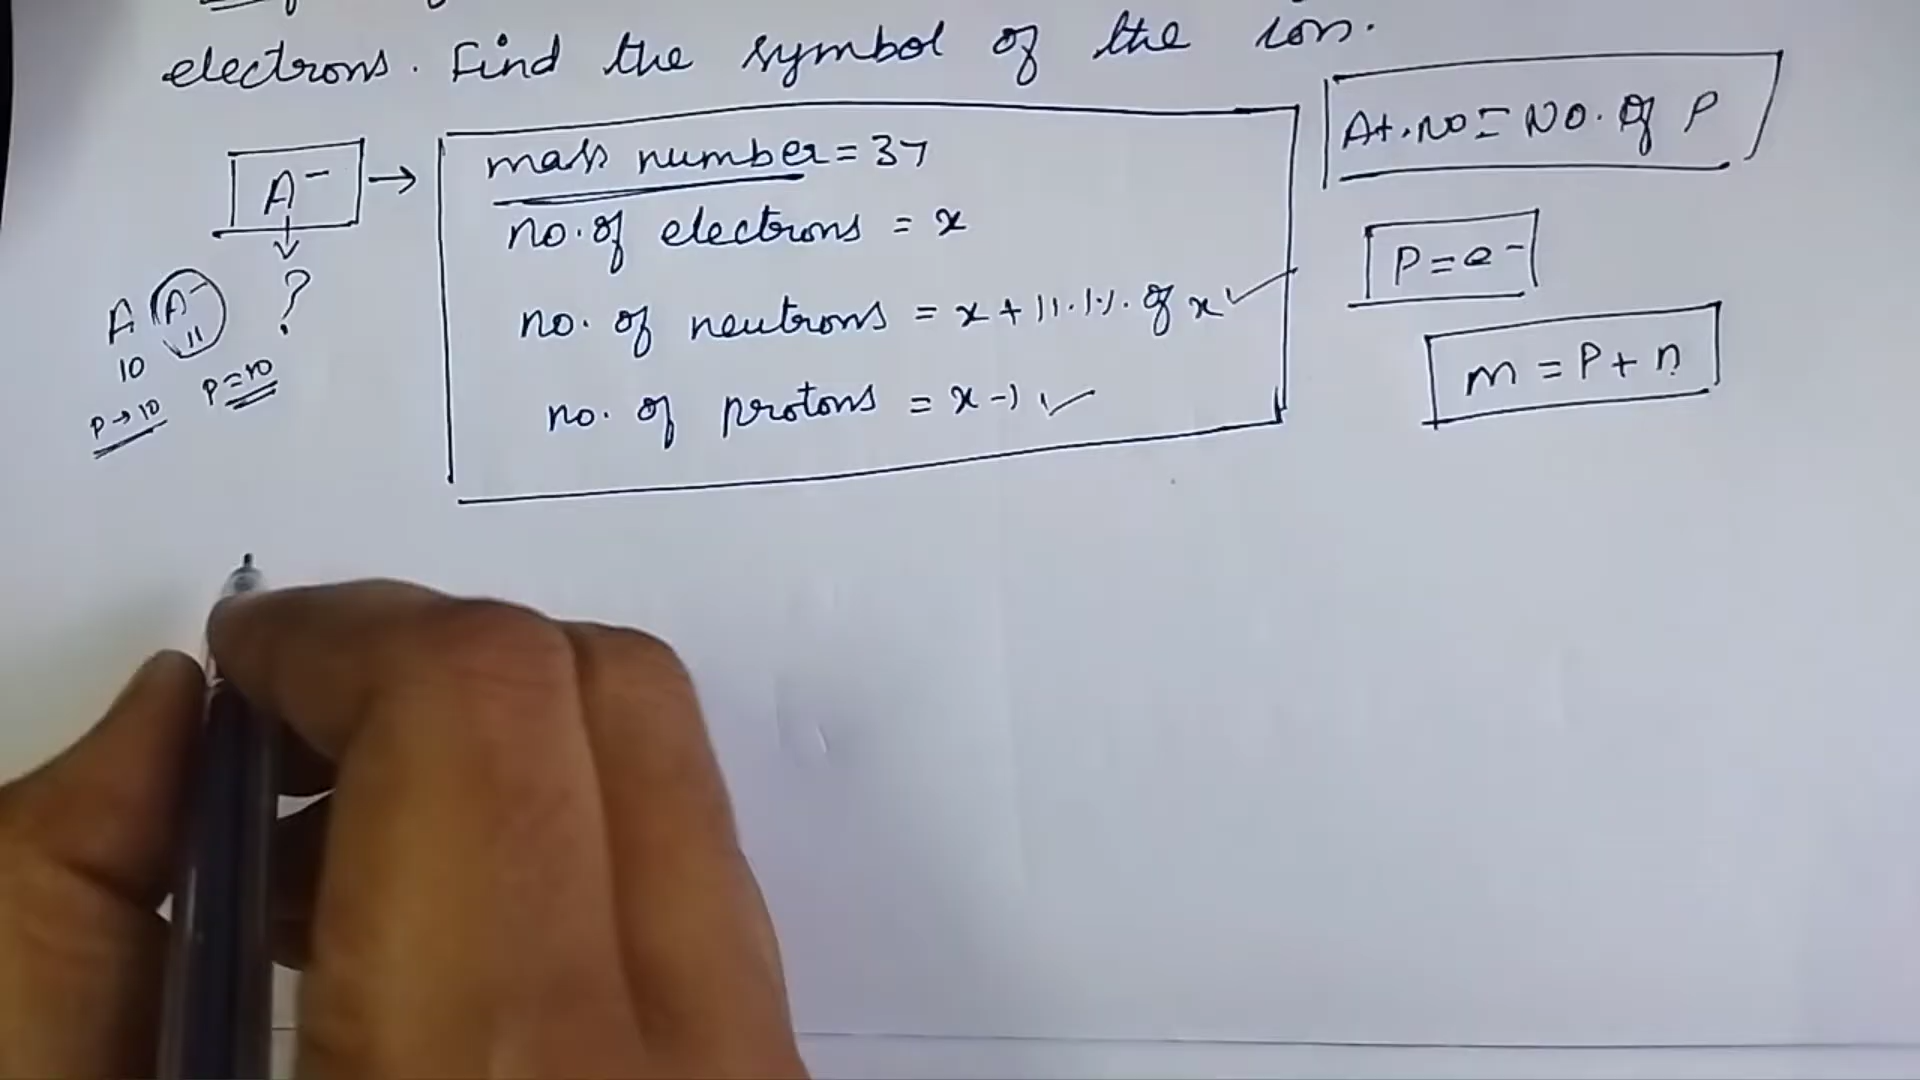 electrons. Find the symbol of the ion.
A⁻ →
?
A A⁻
10 11
P→10 P=10
mass number = 37
no. of electrons = x
no. of neutrons = x + 11.1% of x ✓
no. of protons = x-1 ✓
At.No = No. of P
P = e⁻
m = P + n